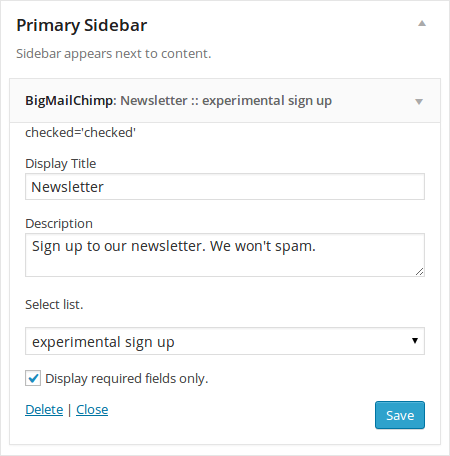 Primary Sidebar
Sidebar appears next to content.
BigMailChimp: Newsletter :: experimental sign up
checked='checked'
Display Title
Newsletter
Description
Sign up to our newsletter. We won't spam.
Select list.
experimental sign up
Display required fields only.
Delete | Close
Save